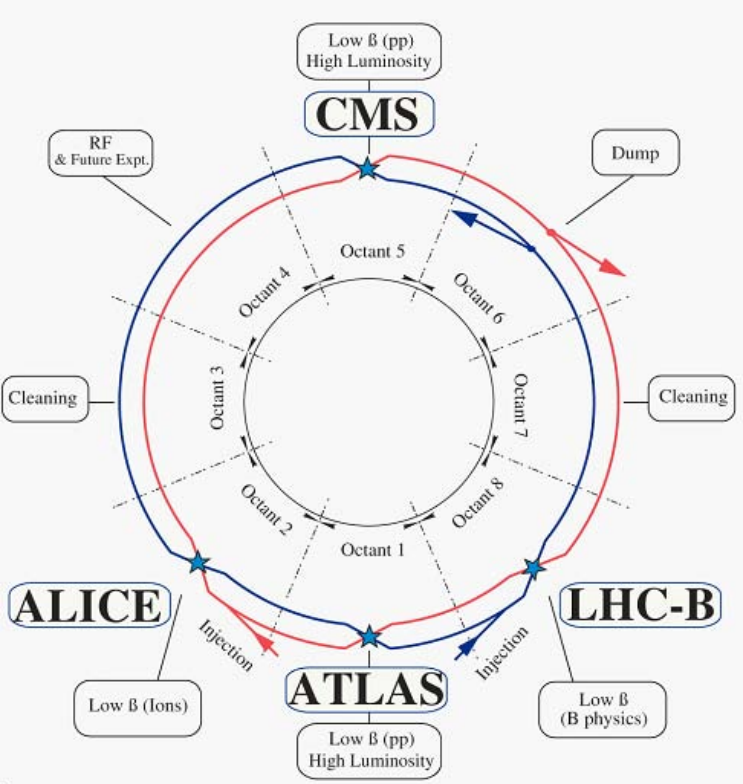 Low ß (pp)
High Luminosity
CMS
RF
& Future Expt.
Dump
Octant 5
Octant 4
Octant 6
Cleaning
Octant 3
Octant 7
Cleaning
Octant 2
Octant 8
Octant 1
ALICE
LHC-B
Injection
Injection
ATLAS
Low ß (Ions)
Low ß
(B physics)
Low ß (pp)
High Luminosity